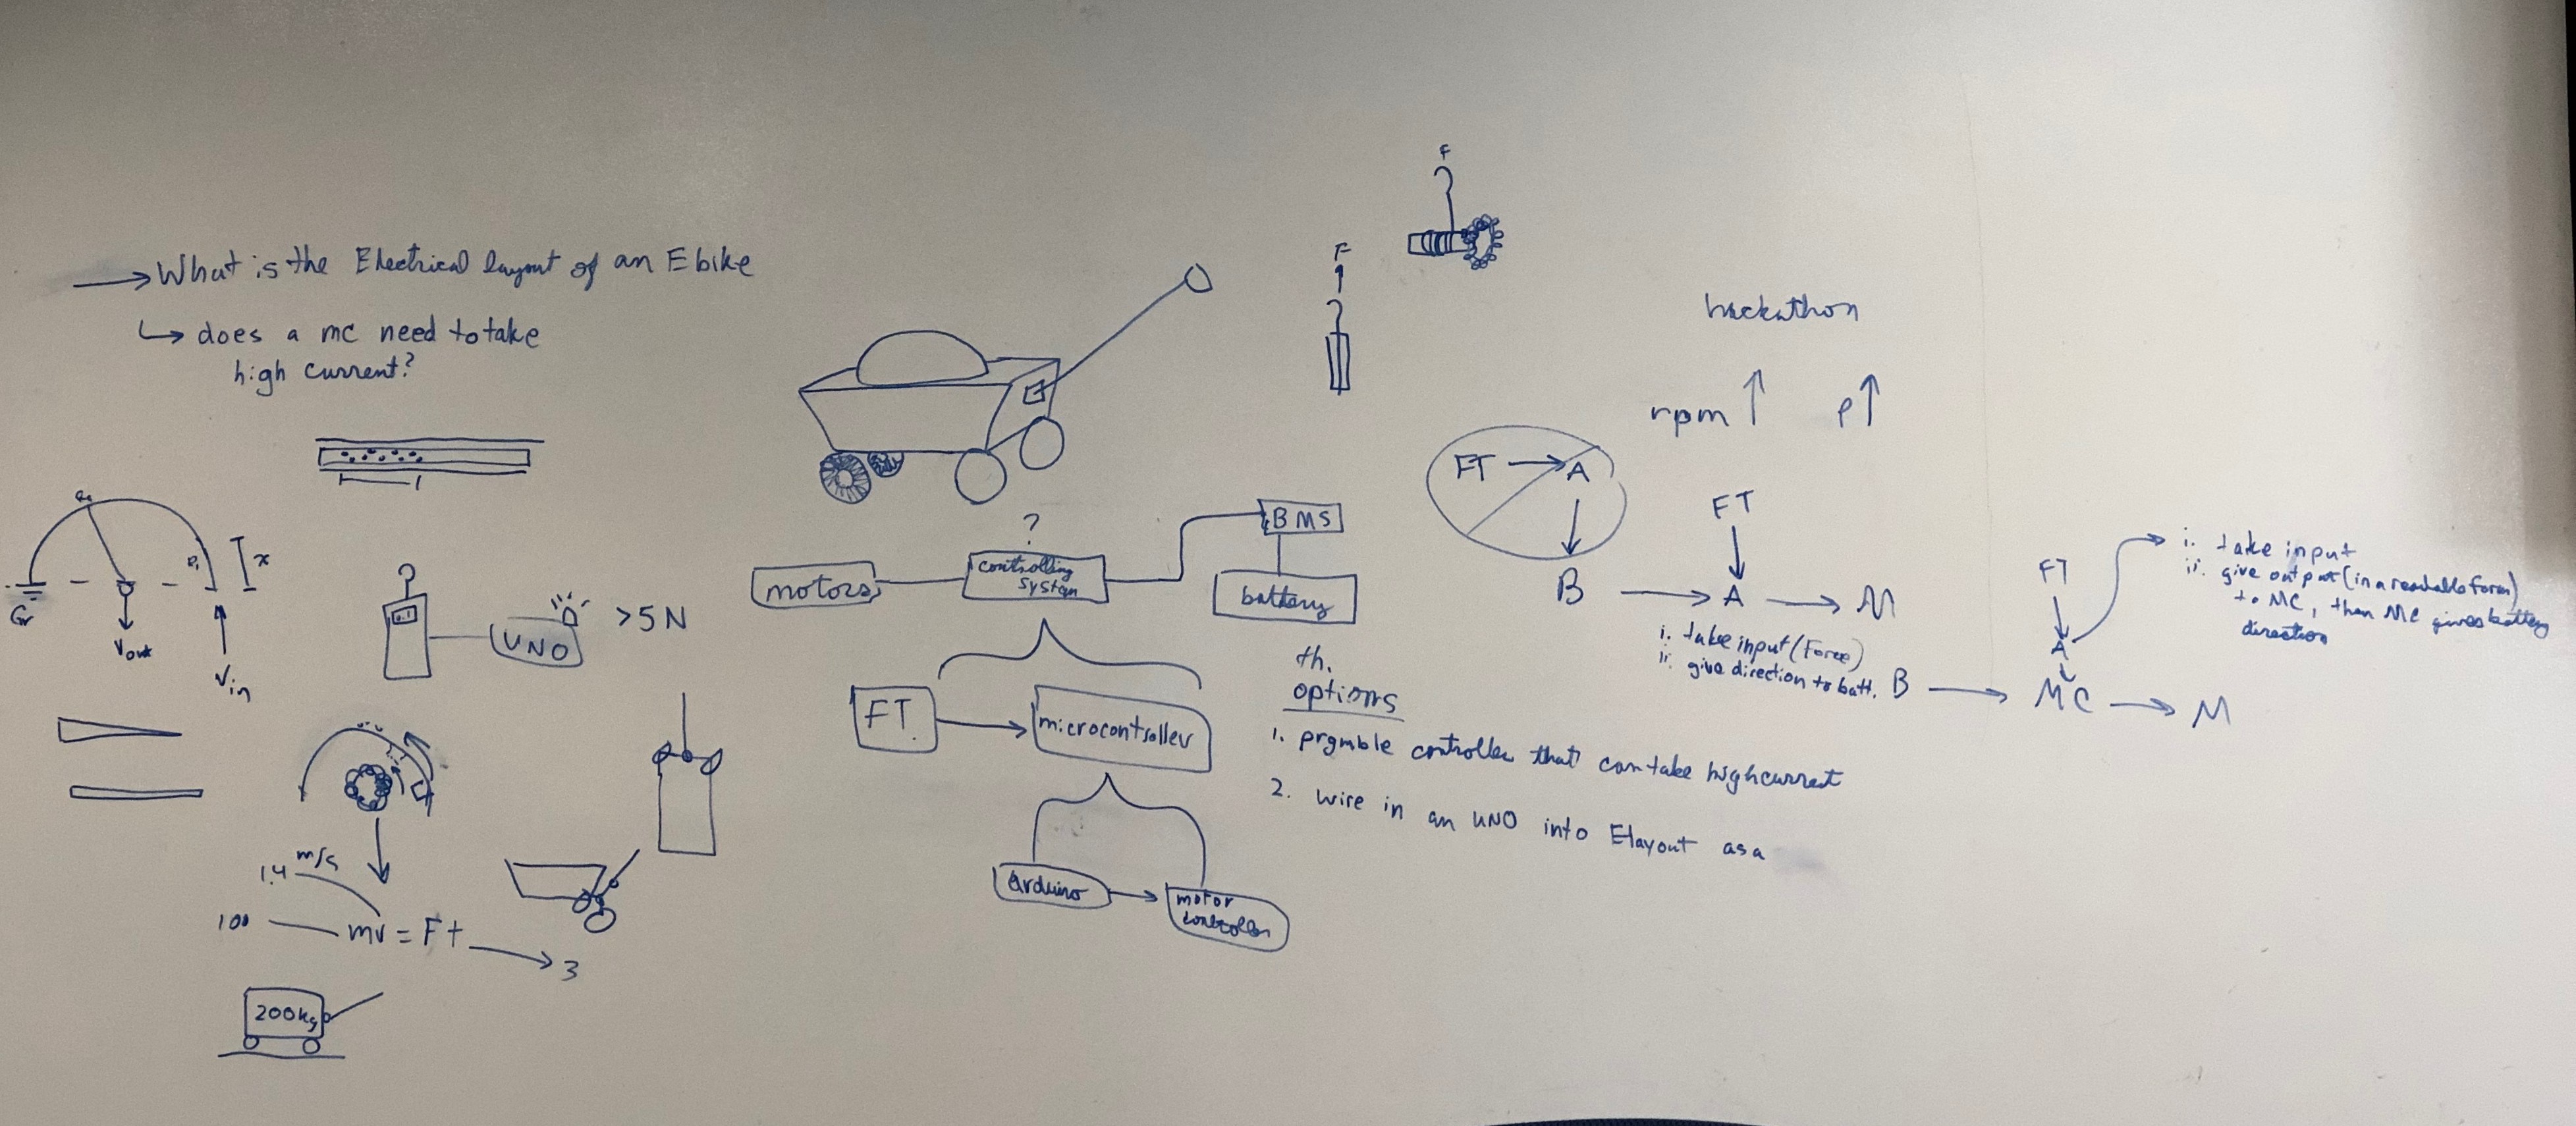 → What is the Electrical layout of an Ebike
↳ does a mc need to take
high current?
Gr
Vout
Vin
x
UNO
>5N
1.4 m/s
100
mv = Ft → 3
200kg
?
motors
controlling
system
BMS
battery
FT
microcontroller
arduino
motor
controller
F
F
hackathon
rpm ↑ P↑
FT → A
B
FT
B → A → M
i. take input (Force)
ii. give direction to batt.
th.
options
1. prgmble controller that can take high current
2. wire in an UNO into Elayout as a
FT
A
B → MC → M
i. take input
ii. give output (in a readable form)
to MC, than MC gives battery
direction